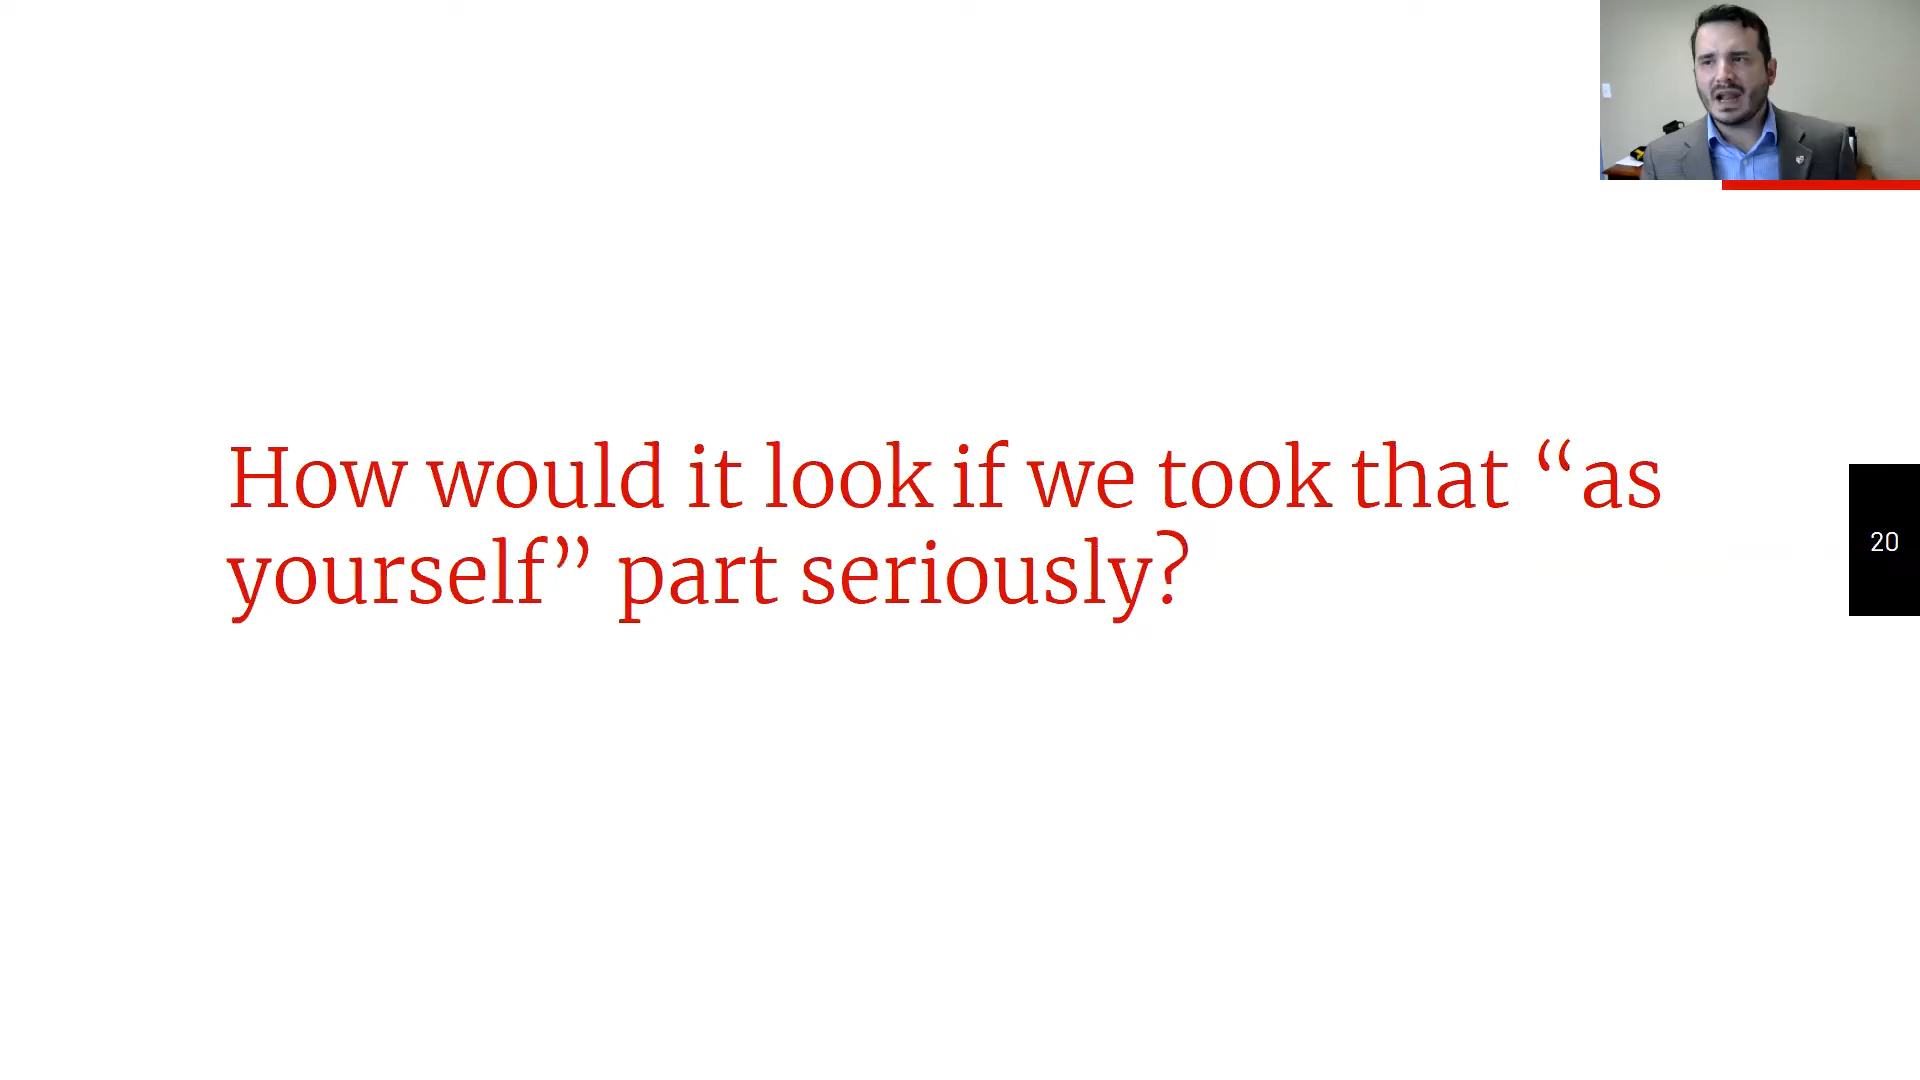 How would it look if we took that “as
yourself” part seriously?
20